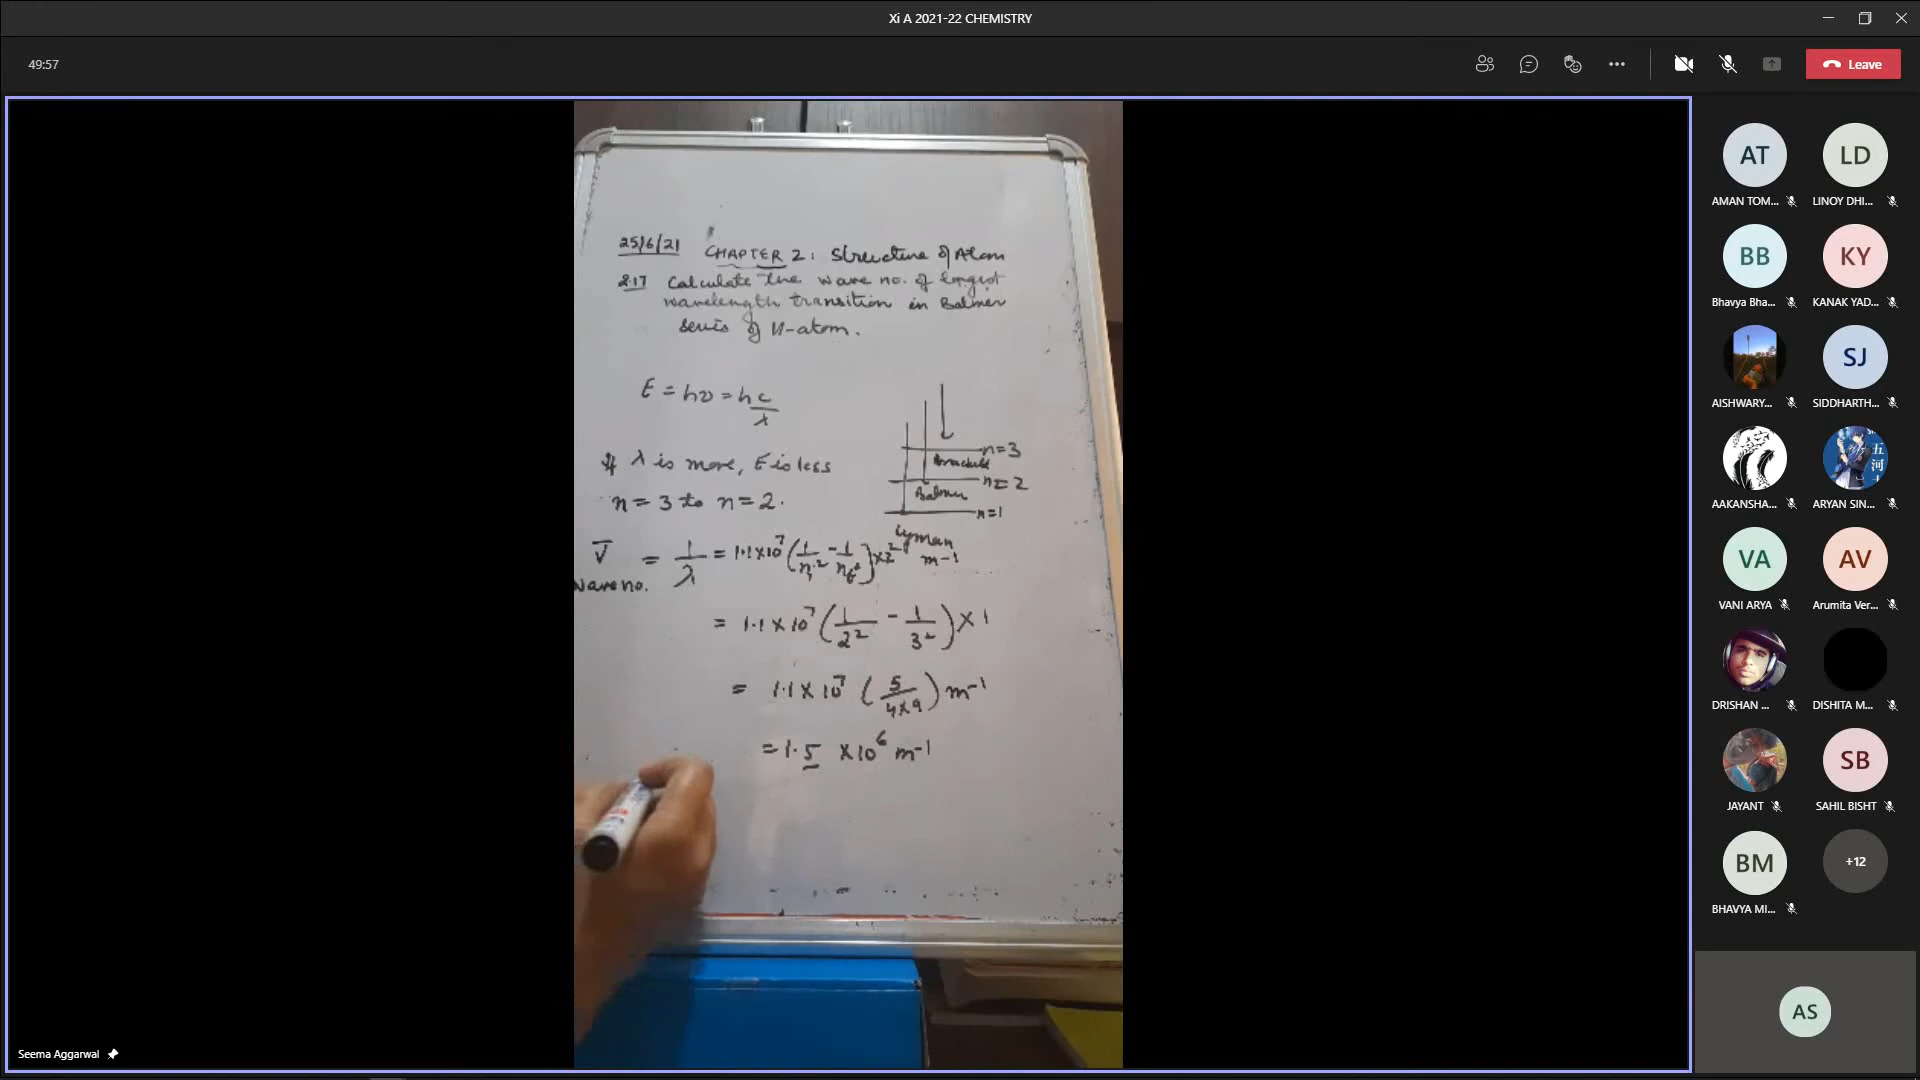 Xi A 2021-22 CHEMISTRY
49:57
Leave
25/6/21 CHAPTER 2: Structure of Atom
2.17 Calculate the wave no. of longest
wavelength transition in Balmer
series of H-atom.
E = hν = hc/λ
If λ is more, E is less
n = 3 to n = 2.
n=3
n=2
Balmer
n=1
Lyman
ν̅ = 1/λ = 1.1×10⁷ (1/nᵢ² - 1/n_f²) × z² m-1
Wave no.
= 1.1 × 10⁷ (1/2² - 1/3²) × 1
= 1.1 × 10⁷ (5/4×9) m-1
= 1.5 × 10⁶ m-1
AT
LD
AMAN TOM...
LINOY DHI...
BB
KY
Bhavya Bha...
KANAK YAD...
SJ
AISHWARY...
SIDDHARTH...
五河
AAKANSHA...
ARYAN SIN...
VA
AV
VANI ARYA
Arumita Ver...
DRISHAN ...
DISHITA M...
SB
JAYANT
SAHIL BISHT
BM
+12
BHAVYA MI...
AS
Seema Aggarwal